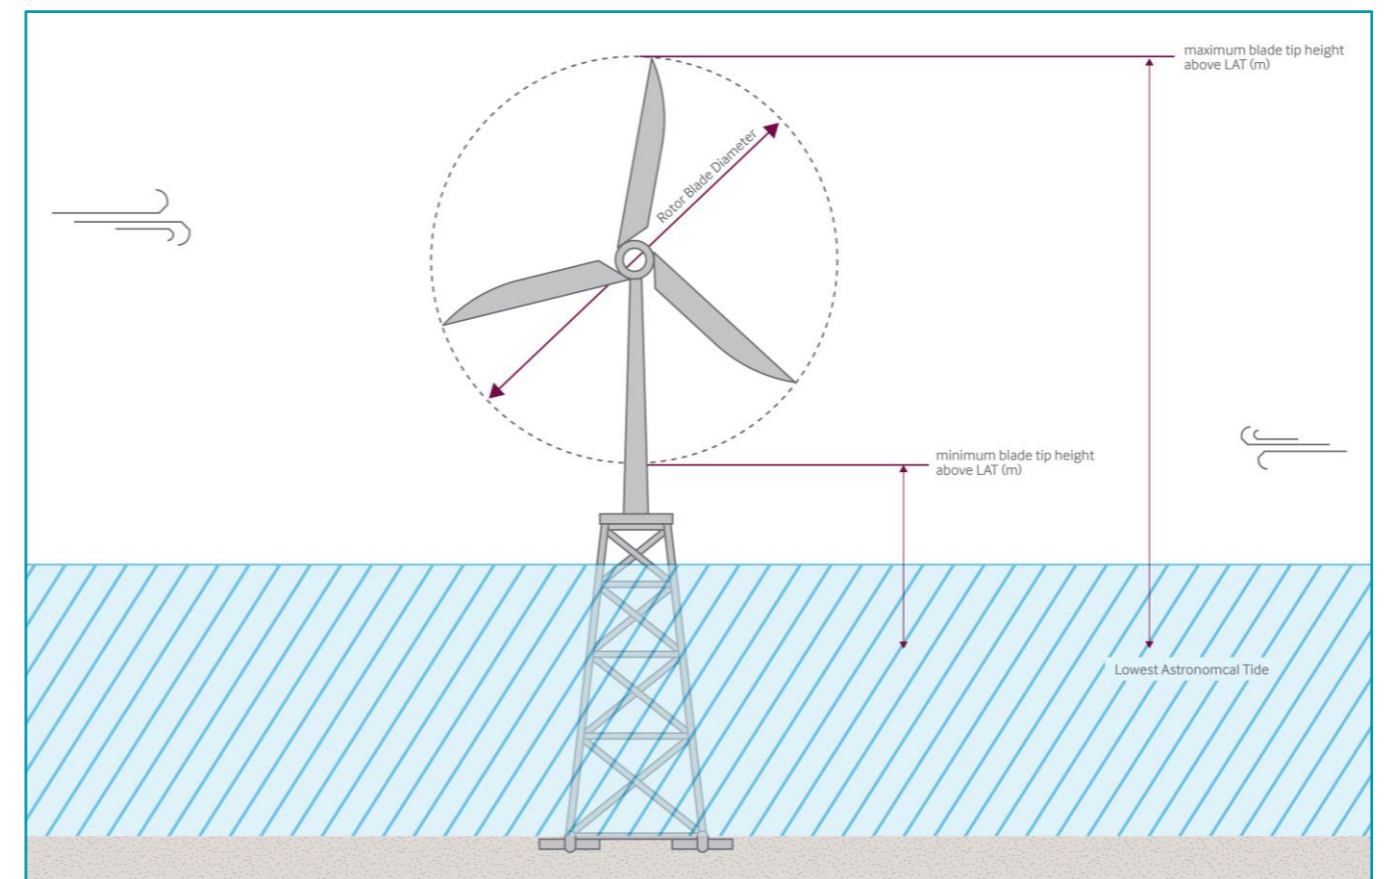 maximum blade tip height
above LAT (m)
Rotor Blade Diameter
minimum blade tip height
above LAT (m)
Lowest Astronomcal Tide